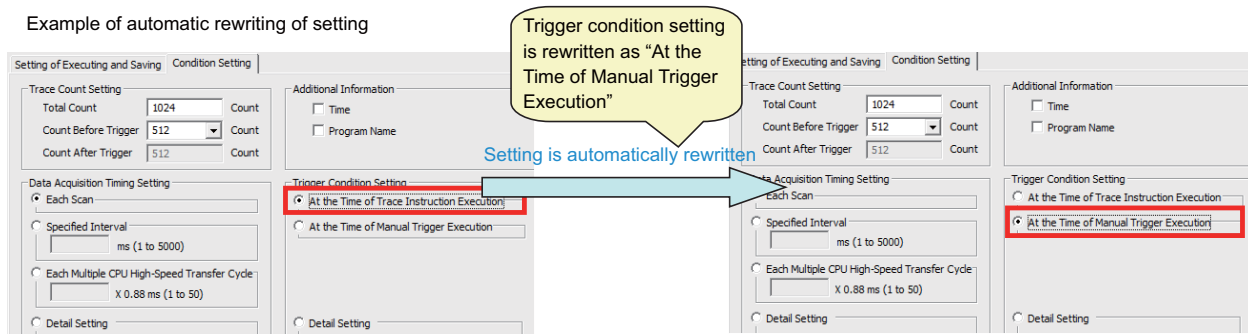 Example of automatic rewriting of setting
Trigger condition setting
is rewritten as “At the
Time of Manual Trigger
Execution”
Setting is automatically rewritten
Setting of Executing and Saving
Condition Setting
Trace Count Setting
Total Count
1024
Count
Count Before Trigger
512
Count
Count After Trigger
512
Count
Additional Information
Time
Program Name
Data Acquisition Timing Setting
Each Scan
Specified Interval
ms (1 to 5000)
Each Multiple CPU High-Speed Transfer Cycle
X 0.88 ms (1 to 50)
Detail Setting
Trigger Condition Setting
At the Time of Trace Instruction Execution
At the Time of Manual Trigger Execution
Detail Setting
etting of Executing and Saving
Condition Setting
Trace Count Setting
Total Count
1024
Count
Count Before Trigger
512
Count
Count After Trigger
512
Count
Additional Information
Time
Program Name
ta Acquisition Timing Setting
Each Scan
Specified Interval
ms (1 to 5000)
Each Multiple CPU High-Speed Transfer Cycle
X 0.88 ms (1 to 50)
Detail Setting
Trigger Condition Setting
At the Time of Trace Instruction Execution
At the Time of Manual Trigger Execution
Detail Setting